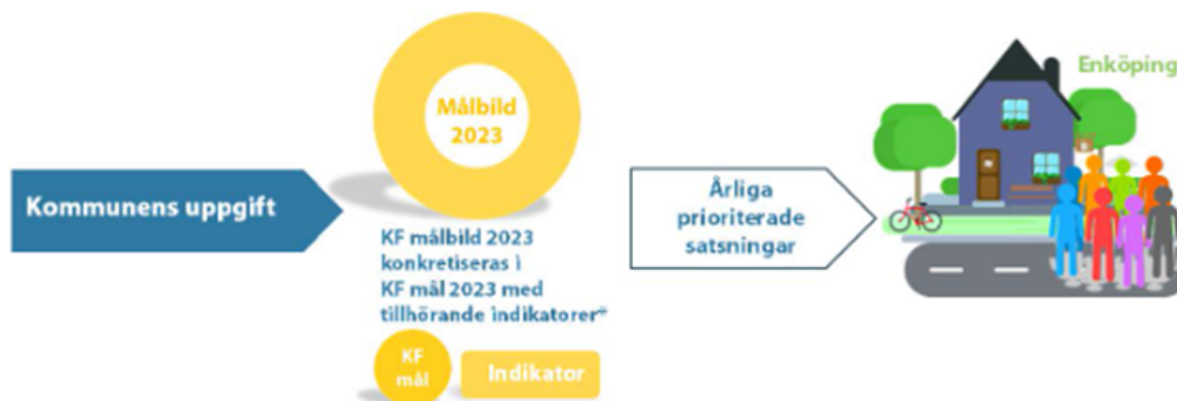 Kommunens uppgift
Målbild
2023
KF målbild 2023
konkretiseras i
KF mål 2023 med
tillhörande indikatorer*
KF
mål
Indikator
Årliga
prioriterade
satsningar
Enköping